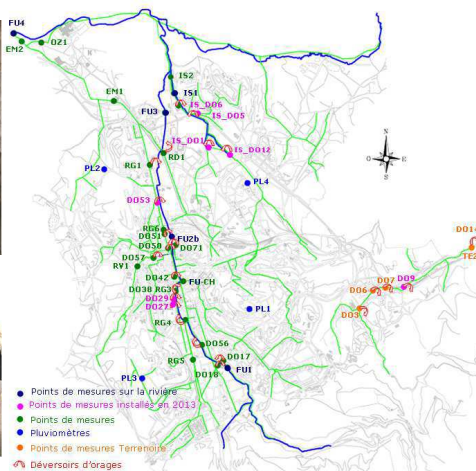 FU4
EM2
OZ1
IS2
EM1
IS1
IS_DO6
FU3
IS_DO5
IS_DO1
IS_DO12
RD1
RG1
PL2
PL4
DO53
RG6
DO51
FU2b
DO50
DO71
DO57
RV1
DO14
TE2
DO42
FU-CH
DO7
DO9
DO6
DO38 RG3
DO29
DO27
PL1
DO3
RG4
DO56
RG5
DO17
DO18
FU1
PL3
N
E
S
Points de mesures sur la rivière
Points de mesures installés en 2013
Points de mesures
Pluviomètres
Points de mesures Terrenoire
Déversoirs d'orages